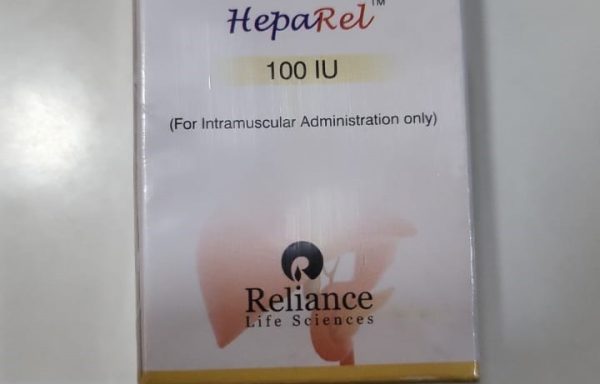 HepaRel™
100 IU
(For Intramuscular Administration only)
Reliance
Life Sciences